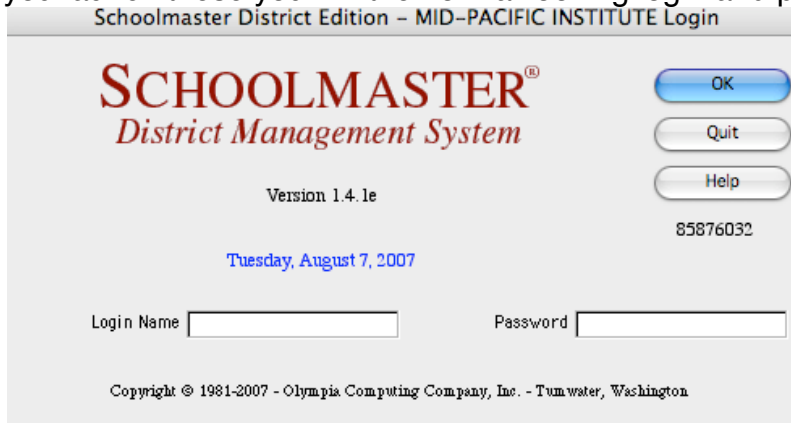 Schoolmaster District Edition – MID-PACIFIC INSTITUTE Login
SCHOOLMASTER®
District Management System
OK
Quit
Help
Version 1.4.1e
85876032
Tuesday, August 7, 2007
Login Name
Password
Copyright © 1981-2007 - Olympia Computing Company, Inc. - Tumwater, Washington